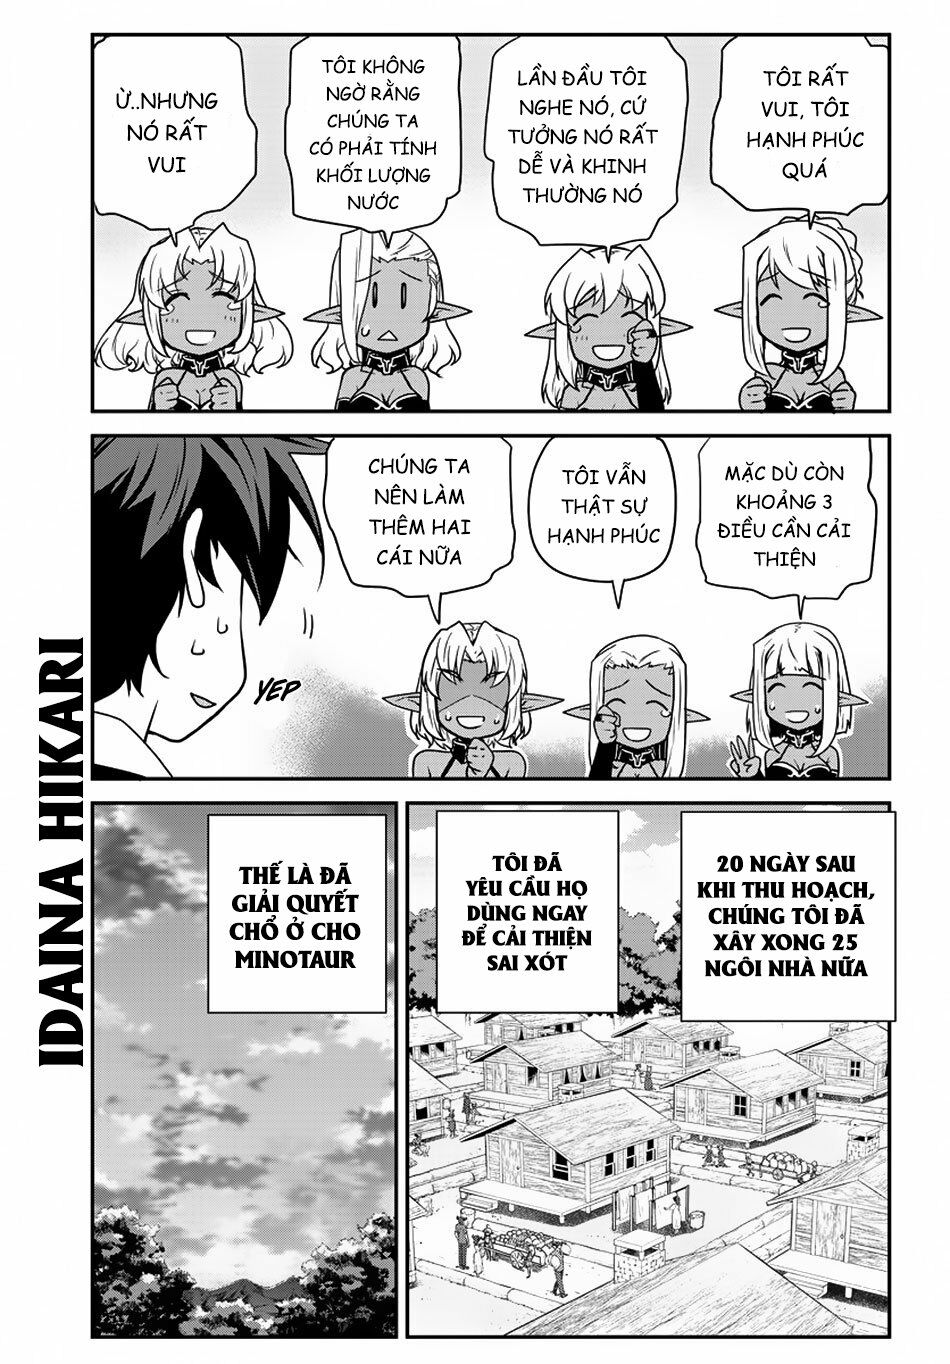 TÔI RẤT
VUI, TÔI
HẠNH PHÚC
QUÁ
LẦN ĐẦU TÔI
NGHE NÓ, CỨ
TƯỞNG NÓ RẤT
DỄ VÀ KHINH
THƯỜNG NÓ
TÔI KHÔNG
NGỜ RẰNG
CHÚNG TA
CÓ PHẢI TÍNH
KHỐI LƯỢNG
NƯỚC
Ừ..NHƯNG
NÓ RẤT
VUI
MẶC DÙ CÒN
KHOẢNG 3
ĐIỀU CẦN CẢI
THIỆN
TÔI VẪN
THẬT SỰ
HẠNH PHÚC
CHÚNG TA
NÊN LÀM
THÊM HAI
CÁI NỮA
YEP
20 NGÀY SAU
KHI THU HOẠCH,
CHÚNG TÔI ĐÃ
XÂY XONG 25
NGÔI NHÀ NỮA
TÔI ĐÃ
YÊU CẦU HỌ
DÙNG NGAY
ĐỂ CẢI THIỆN
SAI XÓT
THẾ LÀ ĐÃ
GIẢI QUYẾT
CHỔ Ở CHO
MINOTAUR
IDAINA HIKARI